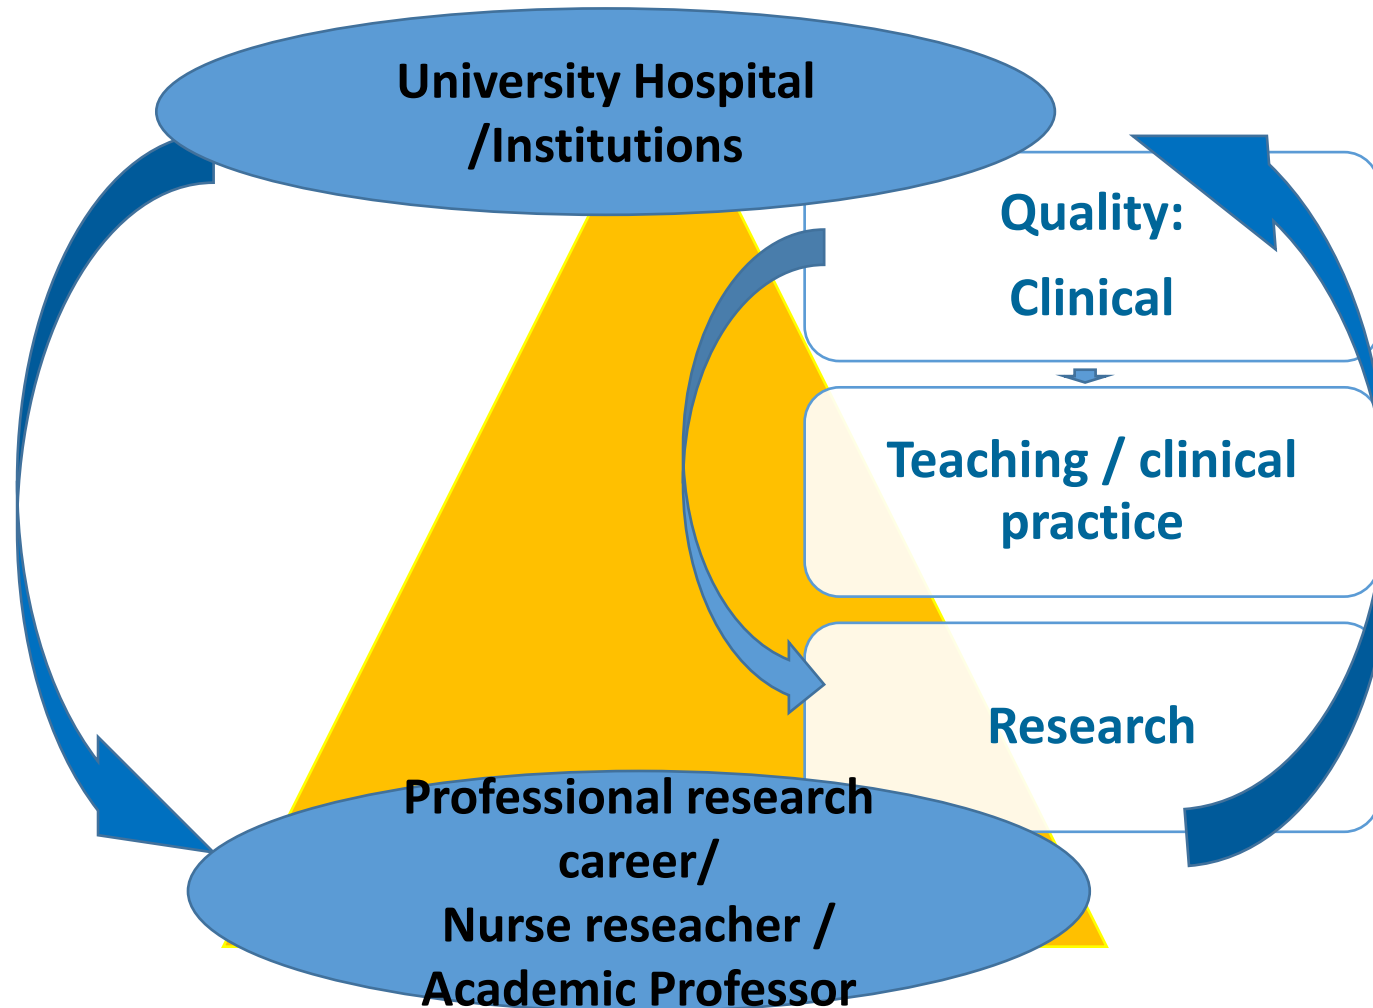 University Hospital
/Institutions
Quality:
Clinical
Teaching / clinical
practice
Research
Professional research
career/
Nurse reseacher /
Academic Professor